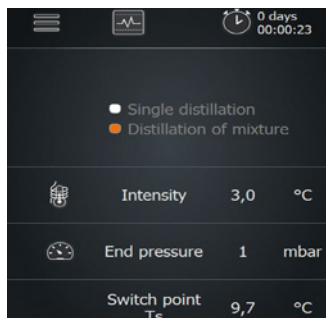 0 days
00:00:23
Single distillation
Distillation of mixture
Intensity 3,0 °C
End pressure 1 mbar
Switch point
Ts 9,7 °C